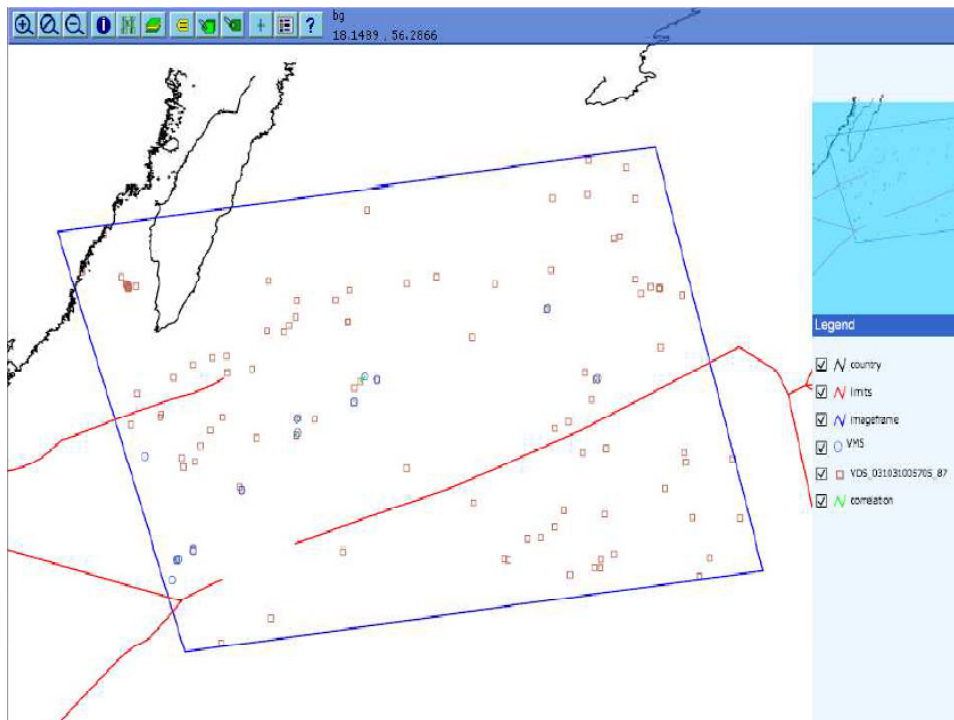 bg
18.1489 , 56.2866
?
Legend
country
limits
imageframe
VMS
VDS_031031005705_87
correlation